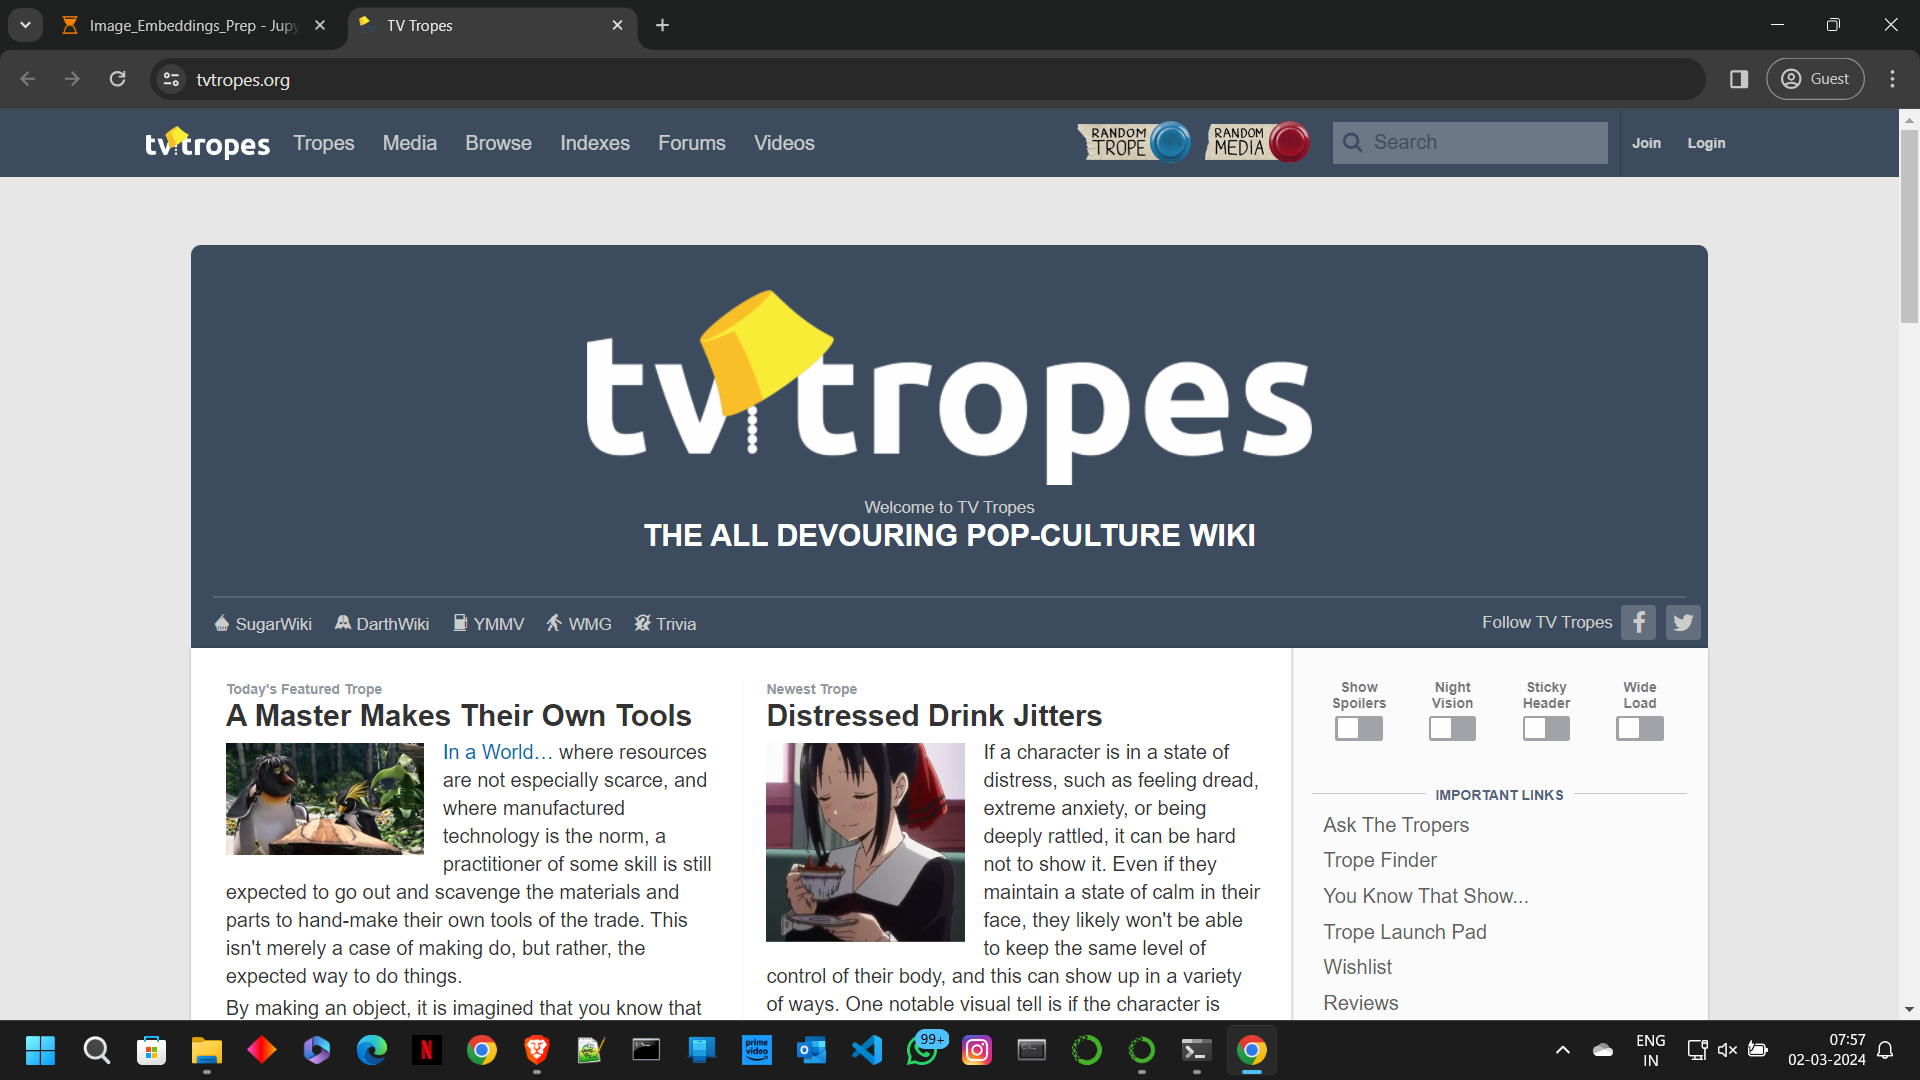 Image_Embeddings_Prep - Jupy
TV Tropes
tvtropes.org
Guest
tv tropes
Tropes
Media
Browse
Indexes
Forums
Videos
RANDOM TROPE
RANDOM MEDIA
Search
Join
Login
tv tropes
Welcome to TV Tropes
THE ALL DEVOURING POP-CULTURE WIKI
SugarWiki
DarthWiki
YMMV
WMG
Trivia
Follow TV Tropes
Today's Featured Trope
A Master Makes Their Own Tools
In a World… where resources
are not especially scarce, and
where manufactured
technology is the norm, a
practitioner of some skill is still
expected to go out and scavenge the materials and
parts to hand-make their own tools of the trade. This
isn't merely a case of making do, but rather, the
expected way to do things.
By making an object, it is imagined that you know that
Newest Trope
Distressed Drink Jitters
If a character is in a state of
distress, such as feeling dread,
extreme anxiety, or being
deeply rattled, it can be hard
not to show it. Even if they
maintain a state of calm in their
face, they likely won't be able
to keep the same level of
control of their body, and this can show up in a variety
of ways. One notable visual tell is if the character is
Show Spoilers
Night Vision
Sticky Header
Wide Load
IMPORTANT LINKS
Ask The Tropers
Trope Finder
You Know That Show...
Trope Launch Pad
Wishlist
Reviews
prime video
99+
ENG
IN
07:57
02-03-2024